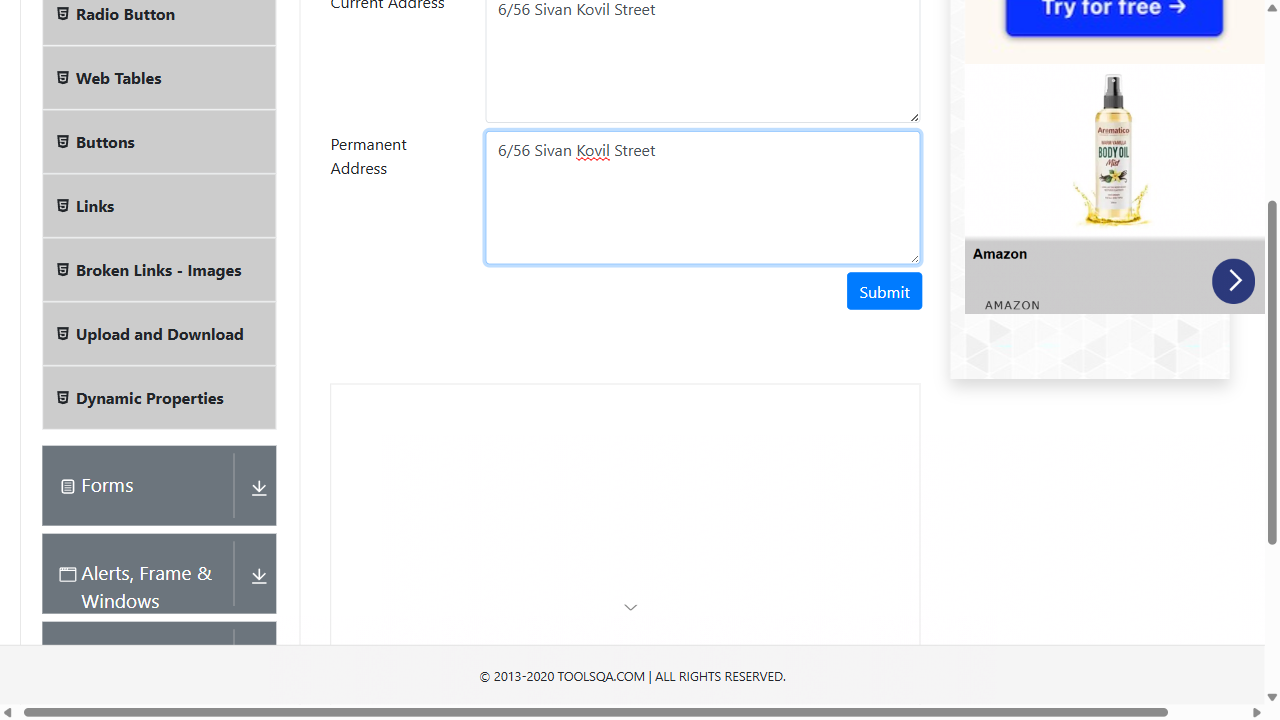 Radio Button
Web Tables
Buttons
Links
Broken Links - Images
Upload and Download
Dynamic Properties
Forms
Alerts, Frame &
Windows
Current Address
6/56 Sivan Kovil Street
Permanent
Address
6/56 Sivan Kovil Street
Submit
Try for free →
Aromatico
WARM VANILLA
BODY OIL
Mist
Amazon
AMAZON
© 2013-2020 TOOLSQA.COM | ALL RIGHTS RESERVED.